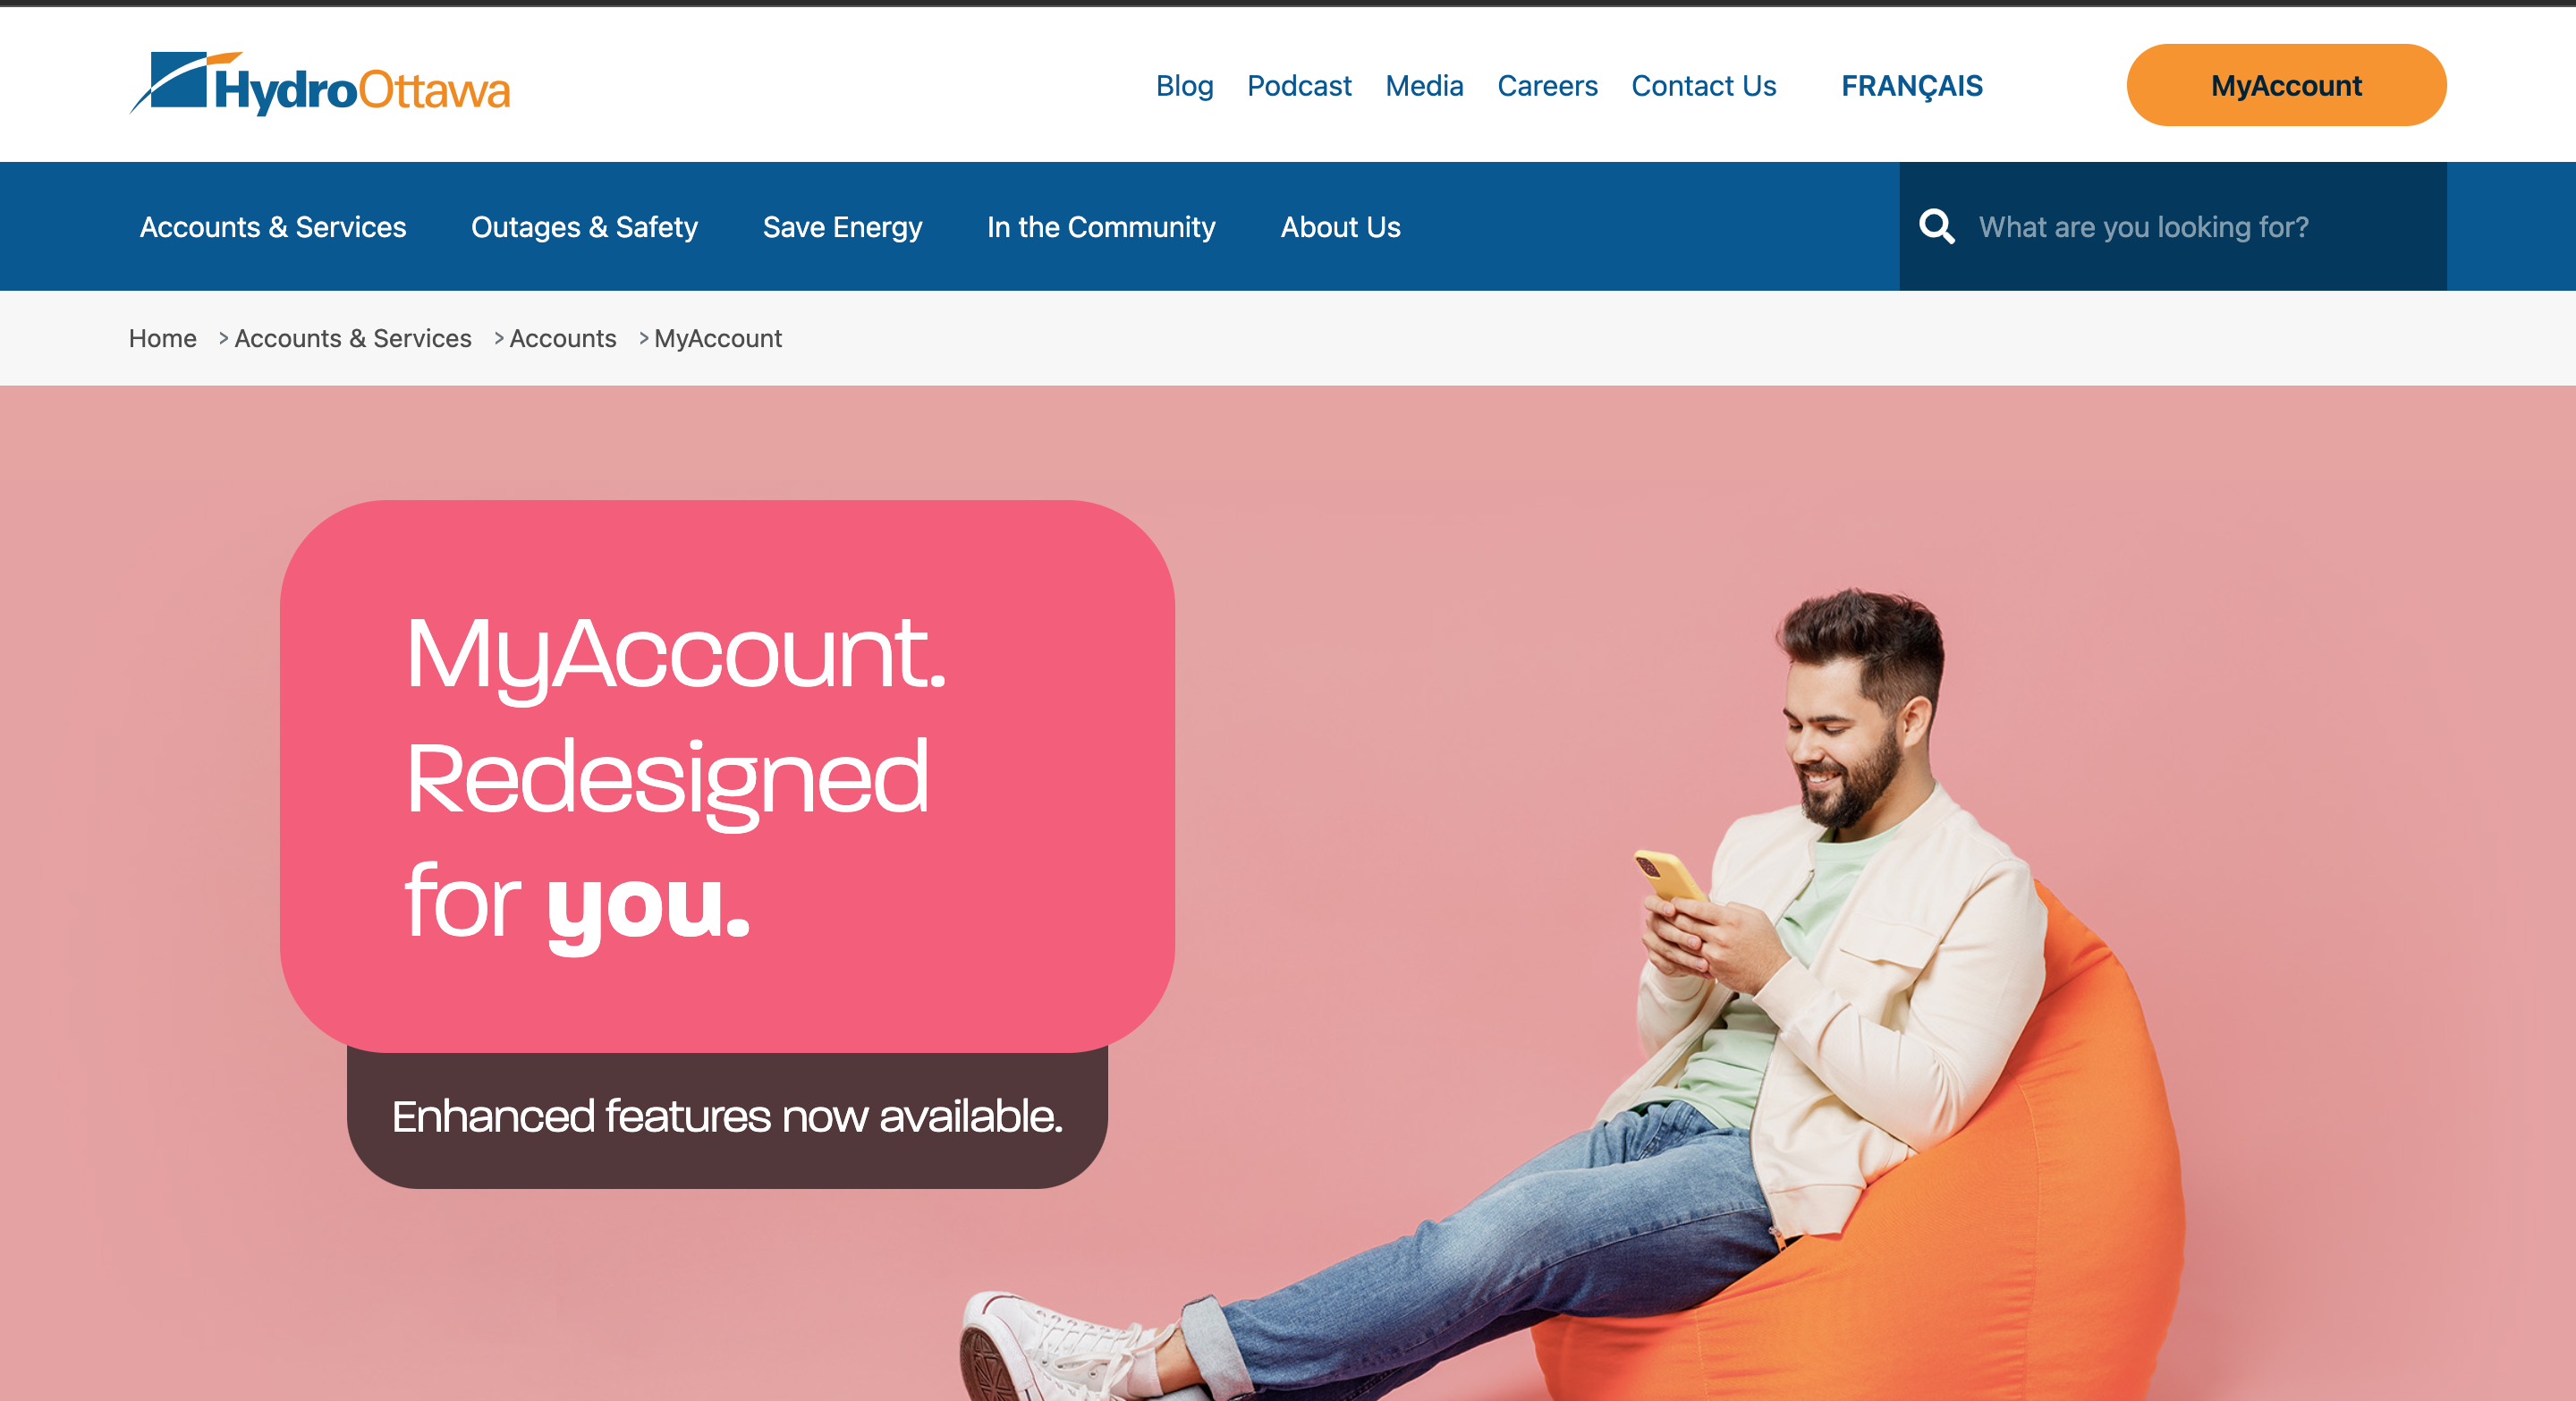 HydroOttawa
Blog Podcast Media Careers Contact Us FRANÇAIS MyAccount
Accounts & Services Outages & Safety Save Energy In the Community About Us What are you looking for?
Home > Accounts & Services > Accounts > MyAccount
MyAccount.
Redesigned
for you.
Enhanced features now available.